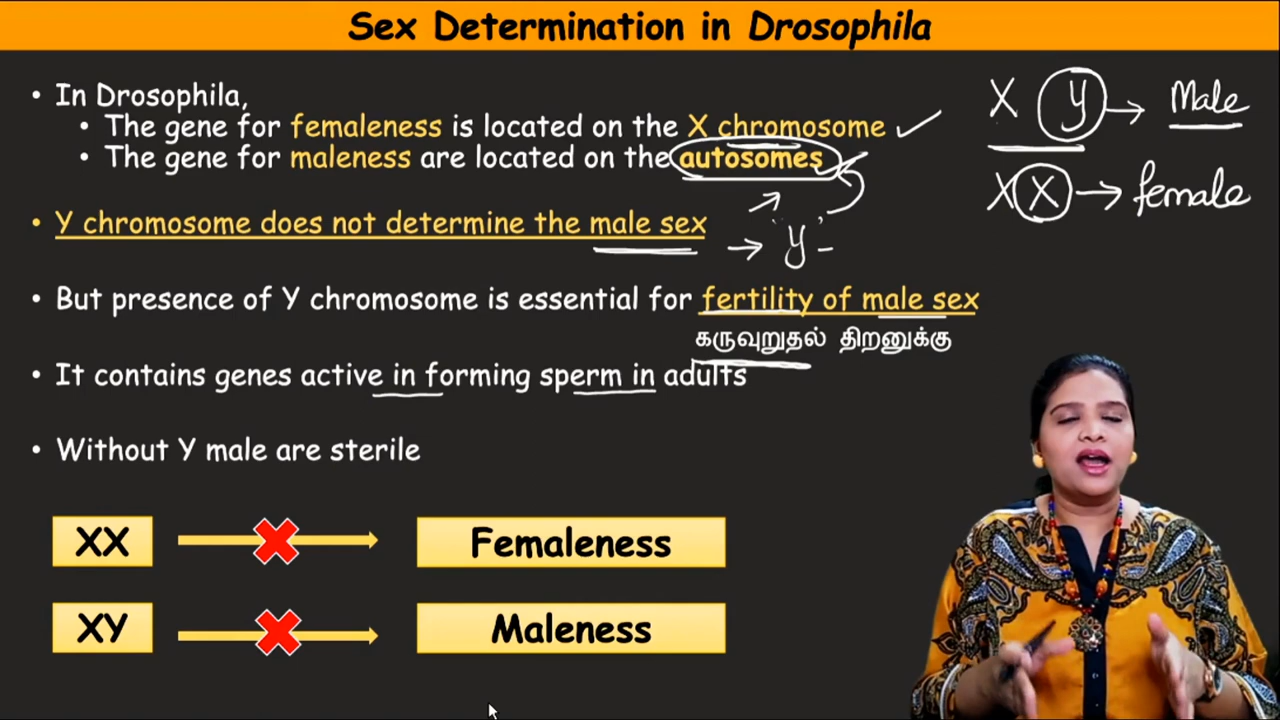 Sex Determination in Drosophila
• In Drosophila,
• The gene for femaleness is located on the X chromosome
• The gene for maleness are located on the autosomes
X Y → Male
X X → female
• Y chromosome does not determine the male sex
→ Y -
• But presence of Y chromosome is essential for fertility of male sex
கருவுறுதல் திறனுக்கு
• It contains genes active in forming sperm in adults
• Without Y male are sterile
XX Femaleness
XY Maleness